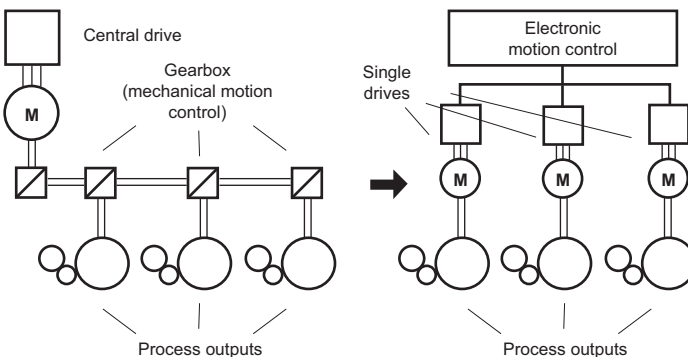 Central drive
Gearbox
(mechanical motion
control)
M
Process outputs
Electronic
motion control
Single
drives
M
M
M
Process outputs